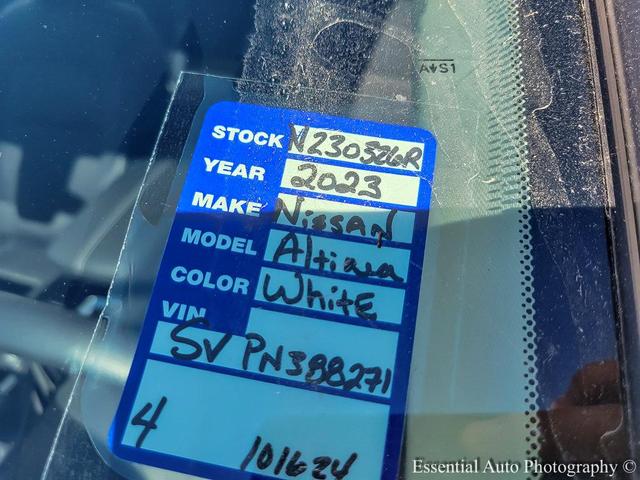 A S1
STOCK N230326R
YEAR 2023
MAKE Nissan
MODEL Altima
COLOR White
VIN
SV PN388271
4 101624
Essential Auto Photography ©